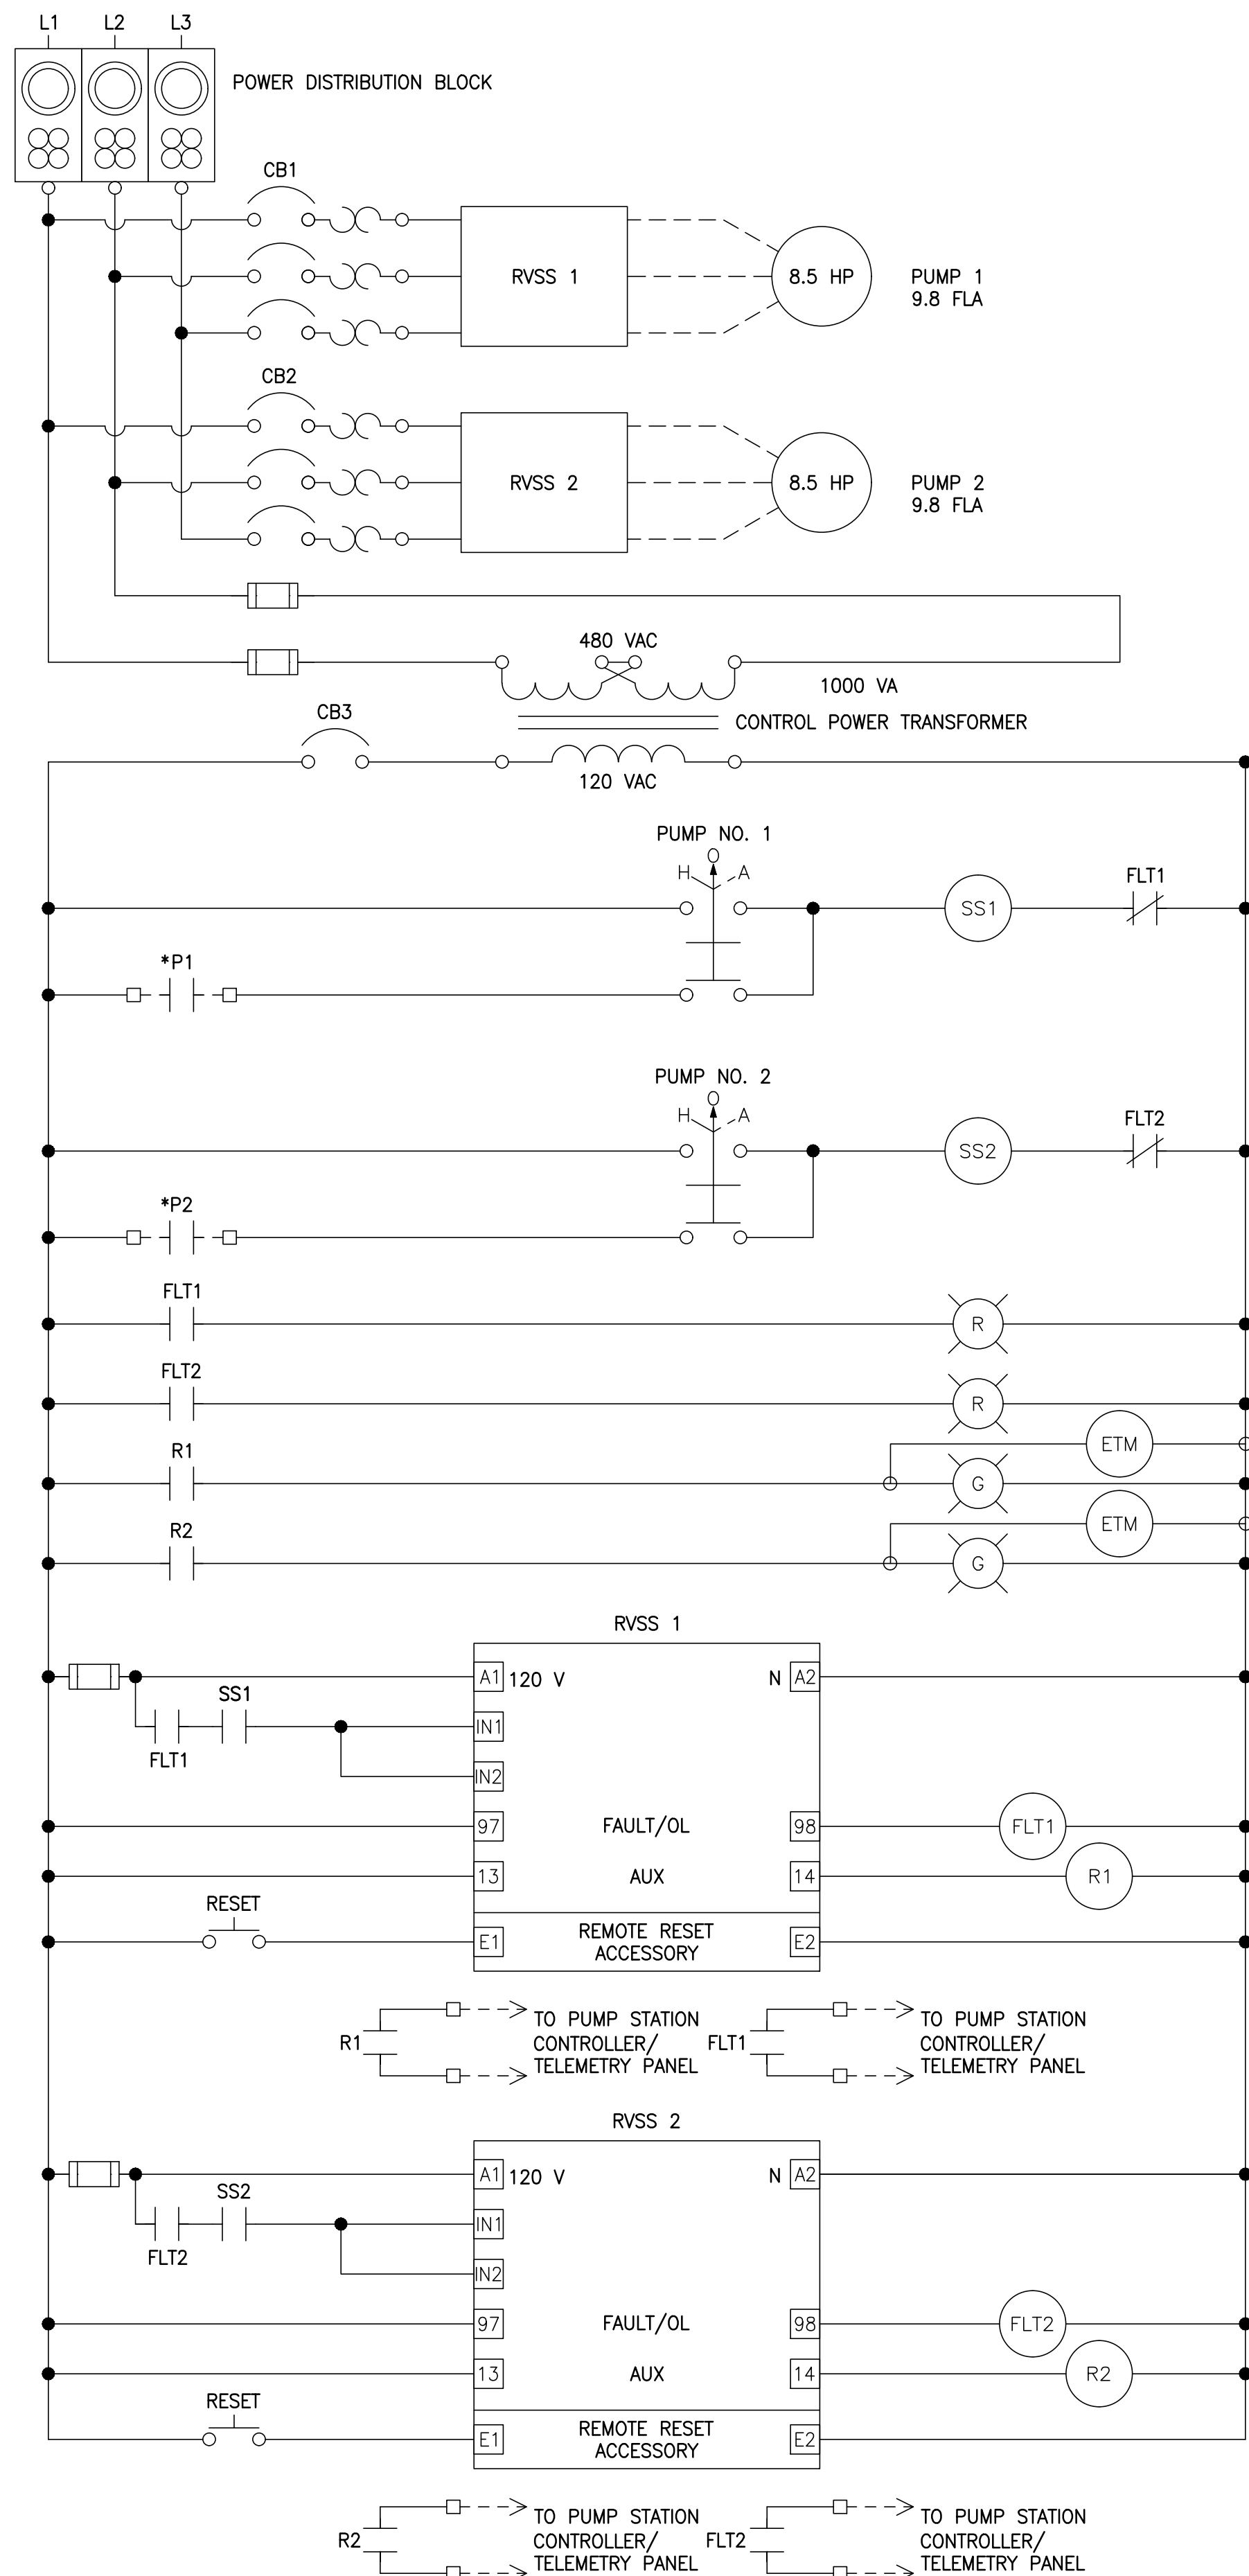 L1 L2 L3
POWER DISTRIBUTION BLOCK
CB1
RVSS 1
8.5 HP
PUMP 1
9.8 FLA
CB2
RVSS 2
8.5 HP
PUMP 2
9.8 FLA
480 VAC
1000 VA
CONTROL POWER TRANSFORMER
CB3
120 VAC
PUMP NO. 1
O
H A
SS1
FLT1
*P1
PUMP NO. 2
O
H A
SS2
FLT2
*P2
FLT1
R
FLT2
R
ETM
R1
G
ETM
R2
G
RVSS 1
A1 120 V N A2
SS1
IN1
FLT1
IN2
97 FAULT/OL 98 FLT1
13 AUX 14 R1
RESET
E1 REMOTE RESET E2
ACCESSORY
R1
TO PUMP STATION
CONTROLLER/
TELEMETRY PANEL
FLT1
TO PUMP STATION
CONTROLLER/
TELEMETRY PANEL
RVSS 2
A1 120 V N A2
SS2
IN1
FLT2
IN2
97 FAULT/OL 98 FLT2
13 AUX 14 R2
RESET
E1 REMOTE RESET E2
ACCESSORY
R2
TO PUMP STATION
CONTROLLER/
TELEMETRY PANEL
FLT2
TO PUMP STATION
CONTROLLER/
TELEMETRY PANEL